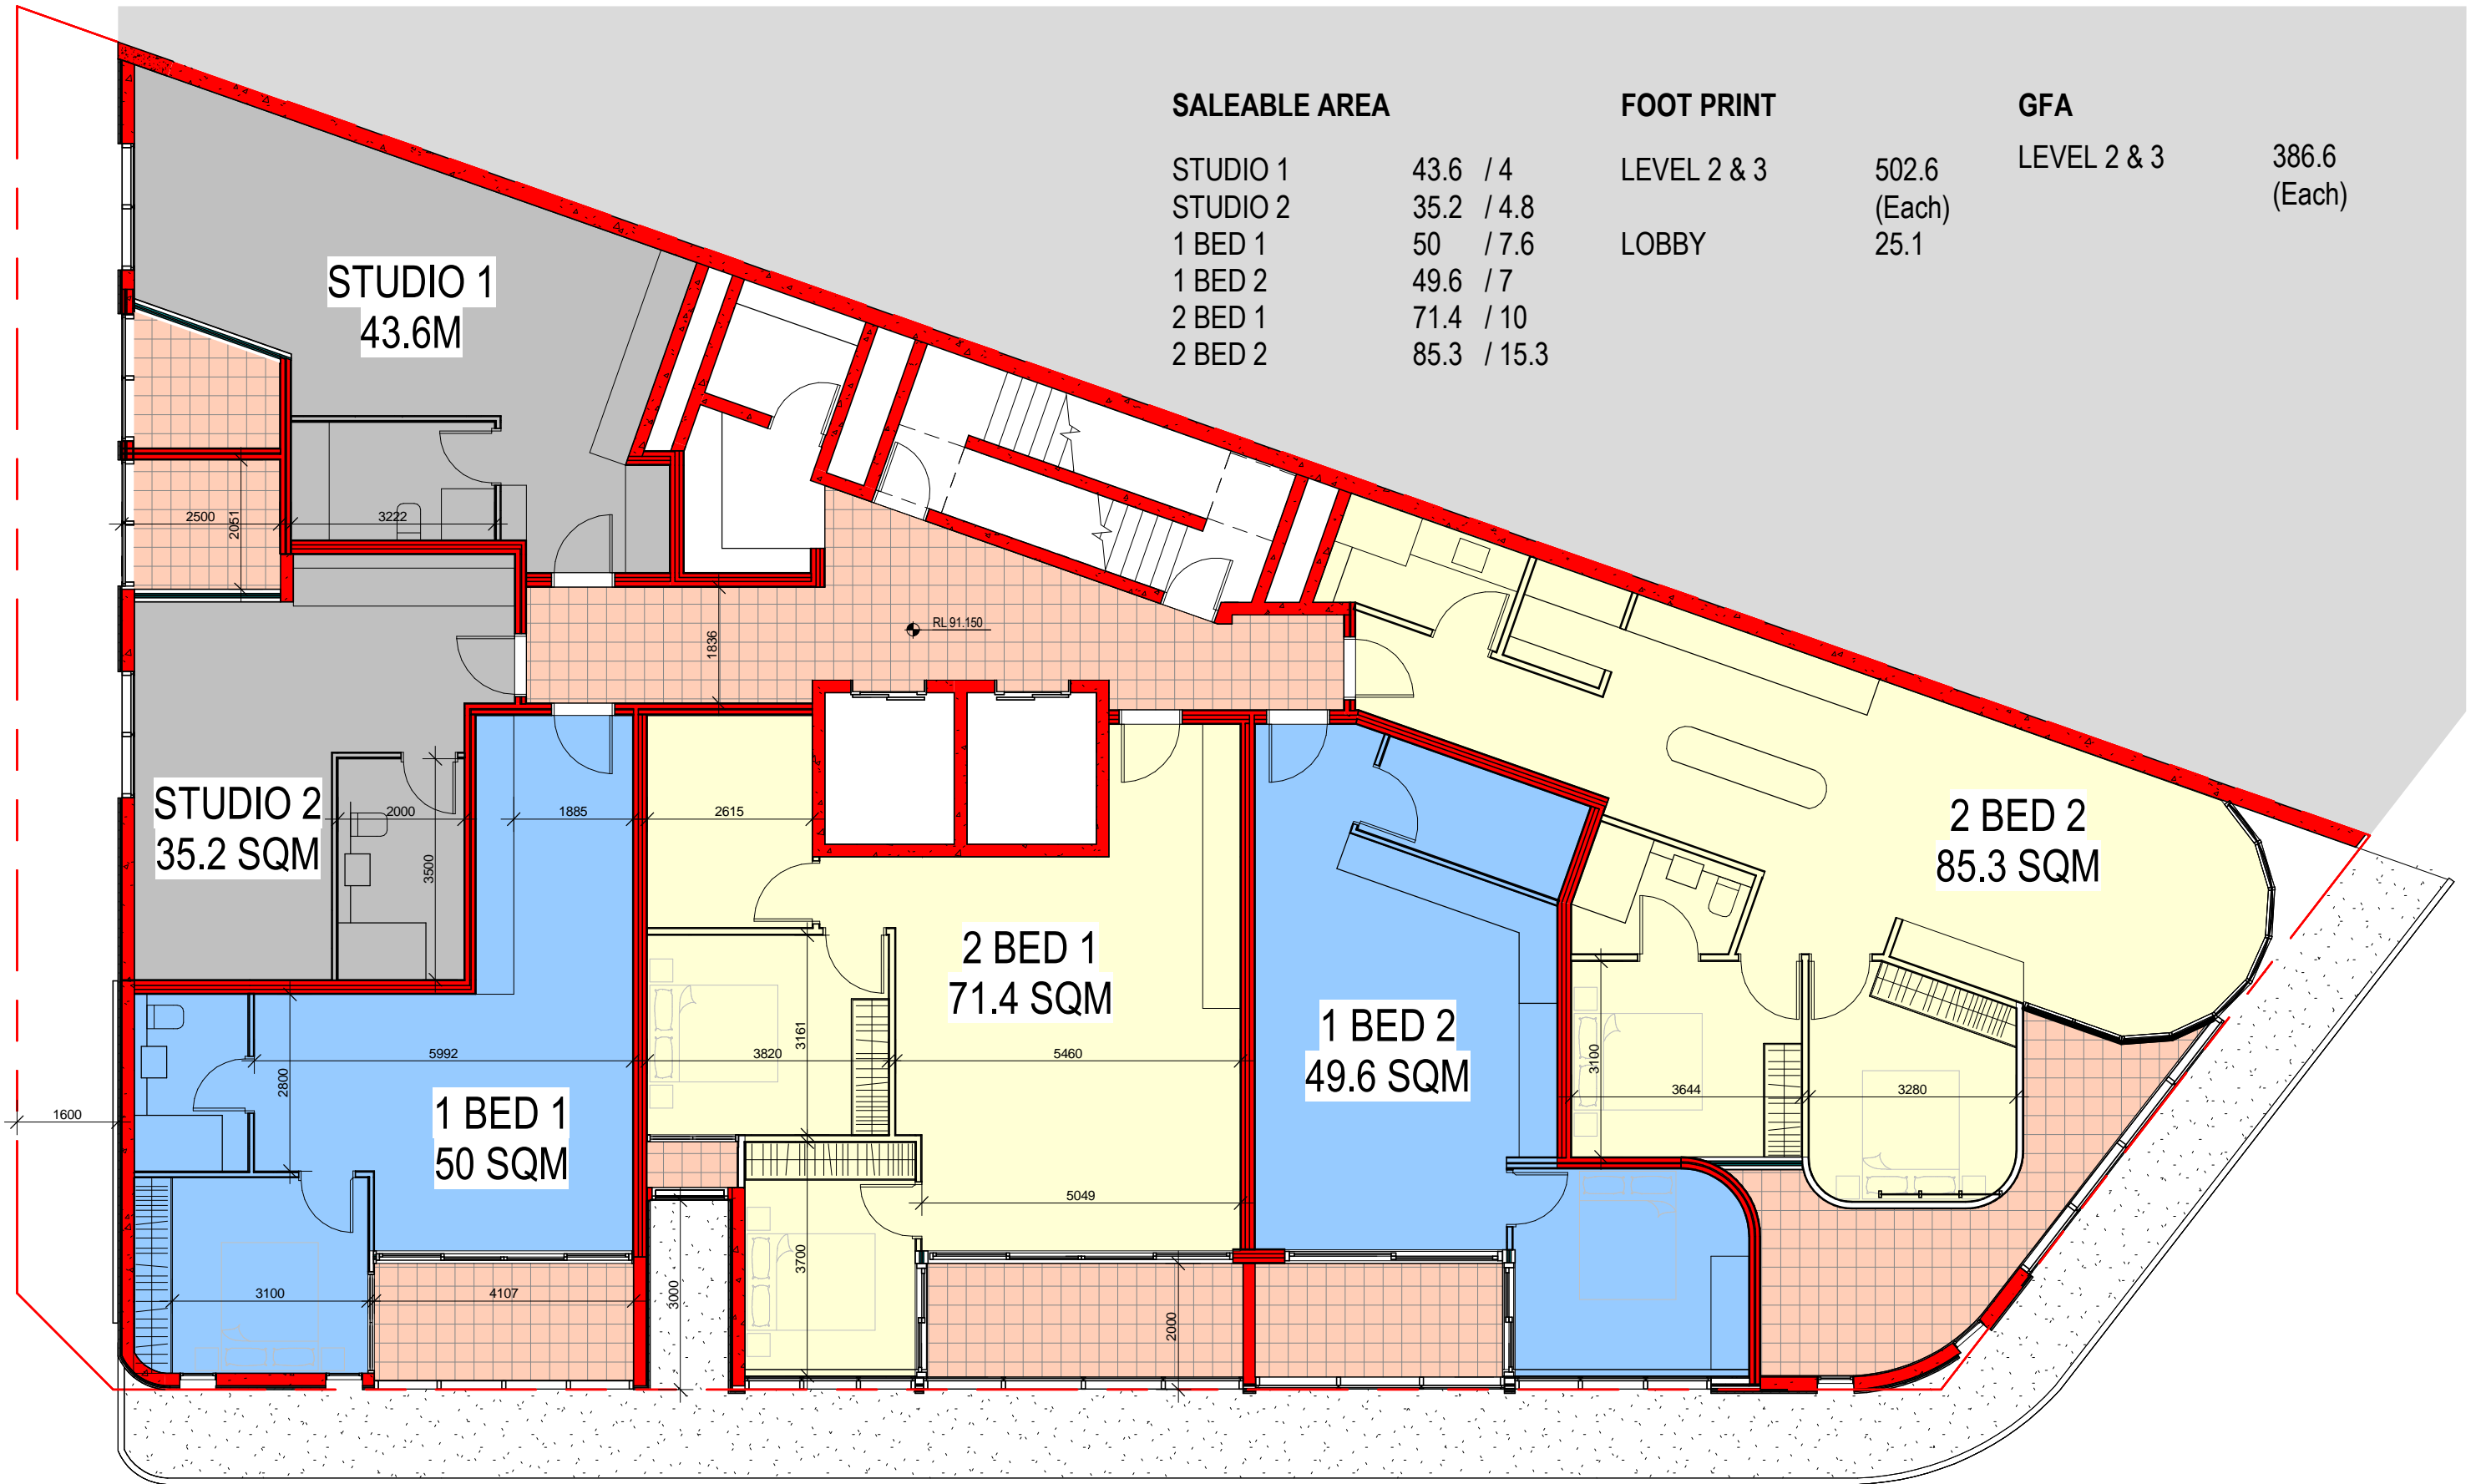 SALEABLE AREA FOOT PRINT GFA
STUDIO 1 43.6 / 4 LEVEL 2 & 3 502.6 LEVEL 2 & 3 386.6
STUDIO 2 35.2 / 4.8 (Each) (Each)
1 BED 1 50 / 7.6 LOBBY 25.1
1 BED 2 49.6 / 7
2 BED 1 71.4 / 10
2 BED 2 85.3 / 15.3
STUDIO 1
43.6M
2500
2051
3222
RL 91.150
1836
STUDIO 2
35.2 SQM
2000
3500
1885
2615
2 BED 2
85.3 SQM
2 BED 1
71.4 SQM
1 BED 2
49.6 SQM
5992
2800
3820
3161
5460
3100
3644
3280
1600
1 BED 1
50 SQM
5049
3100
4107
3000
3700
2000